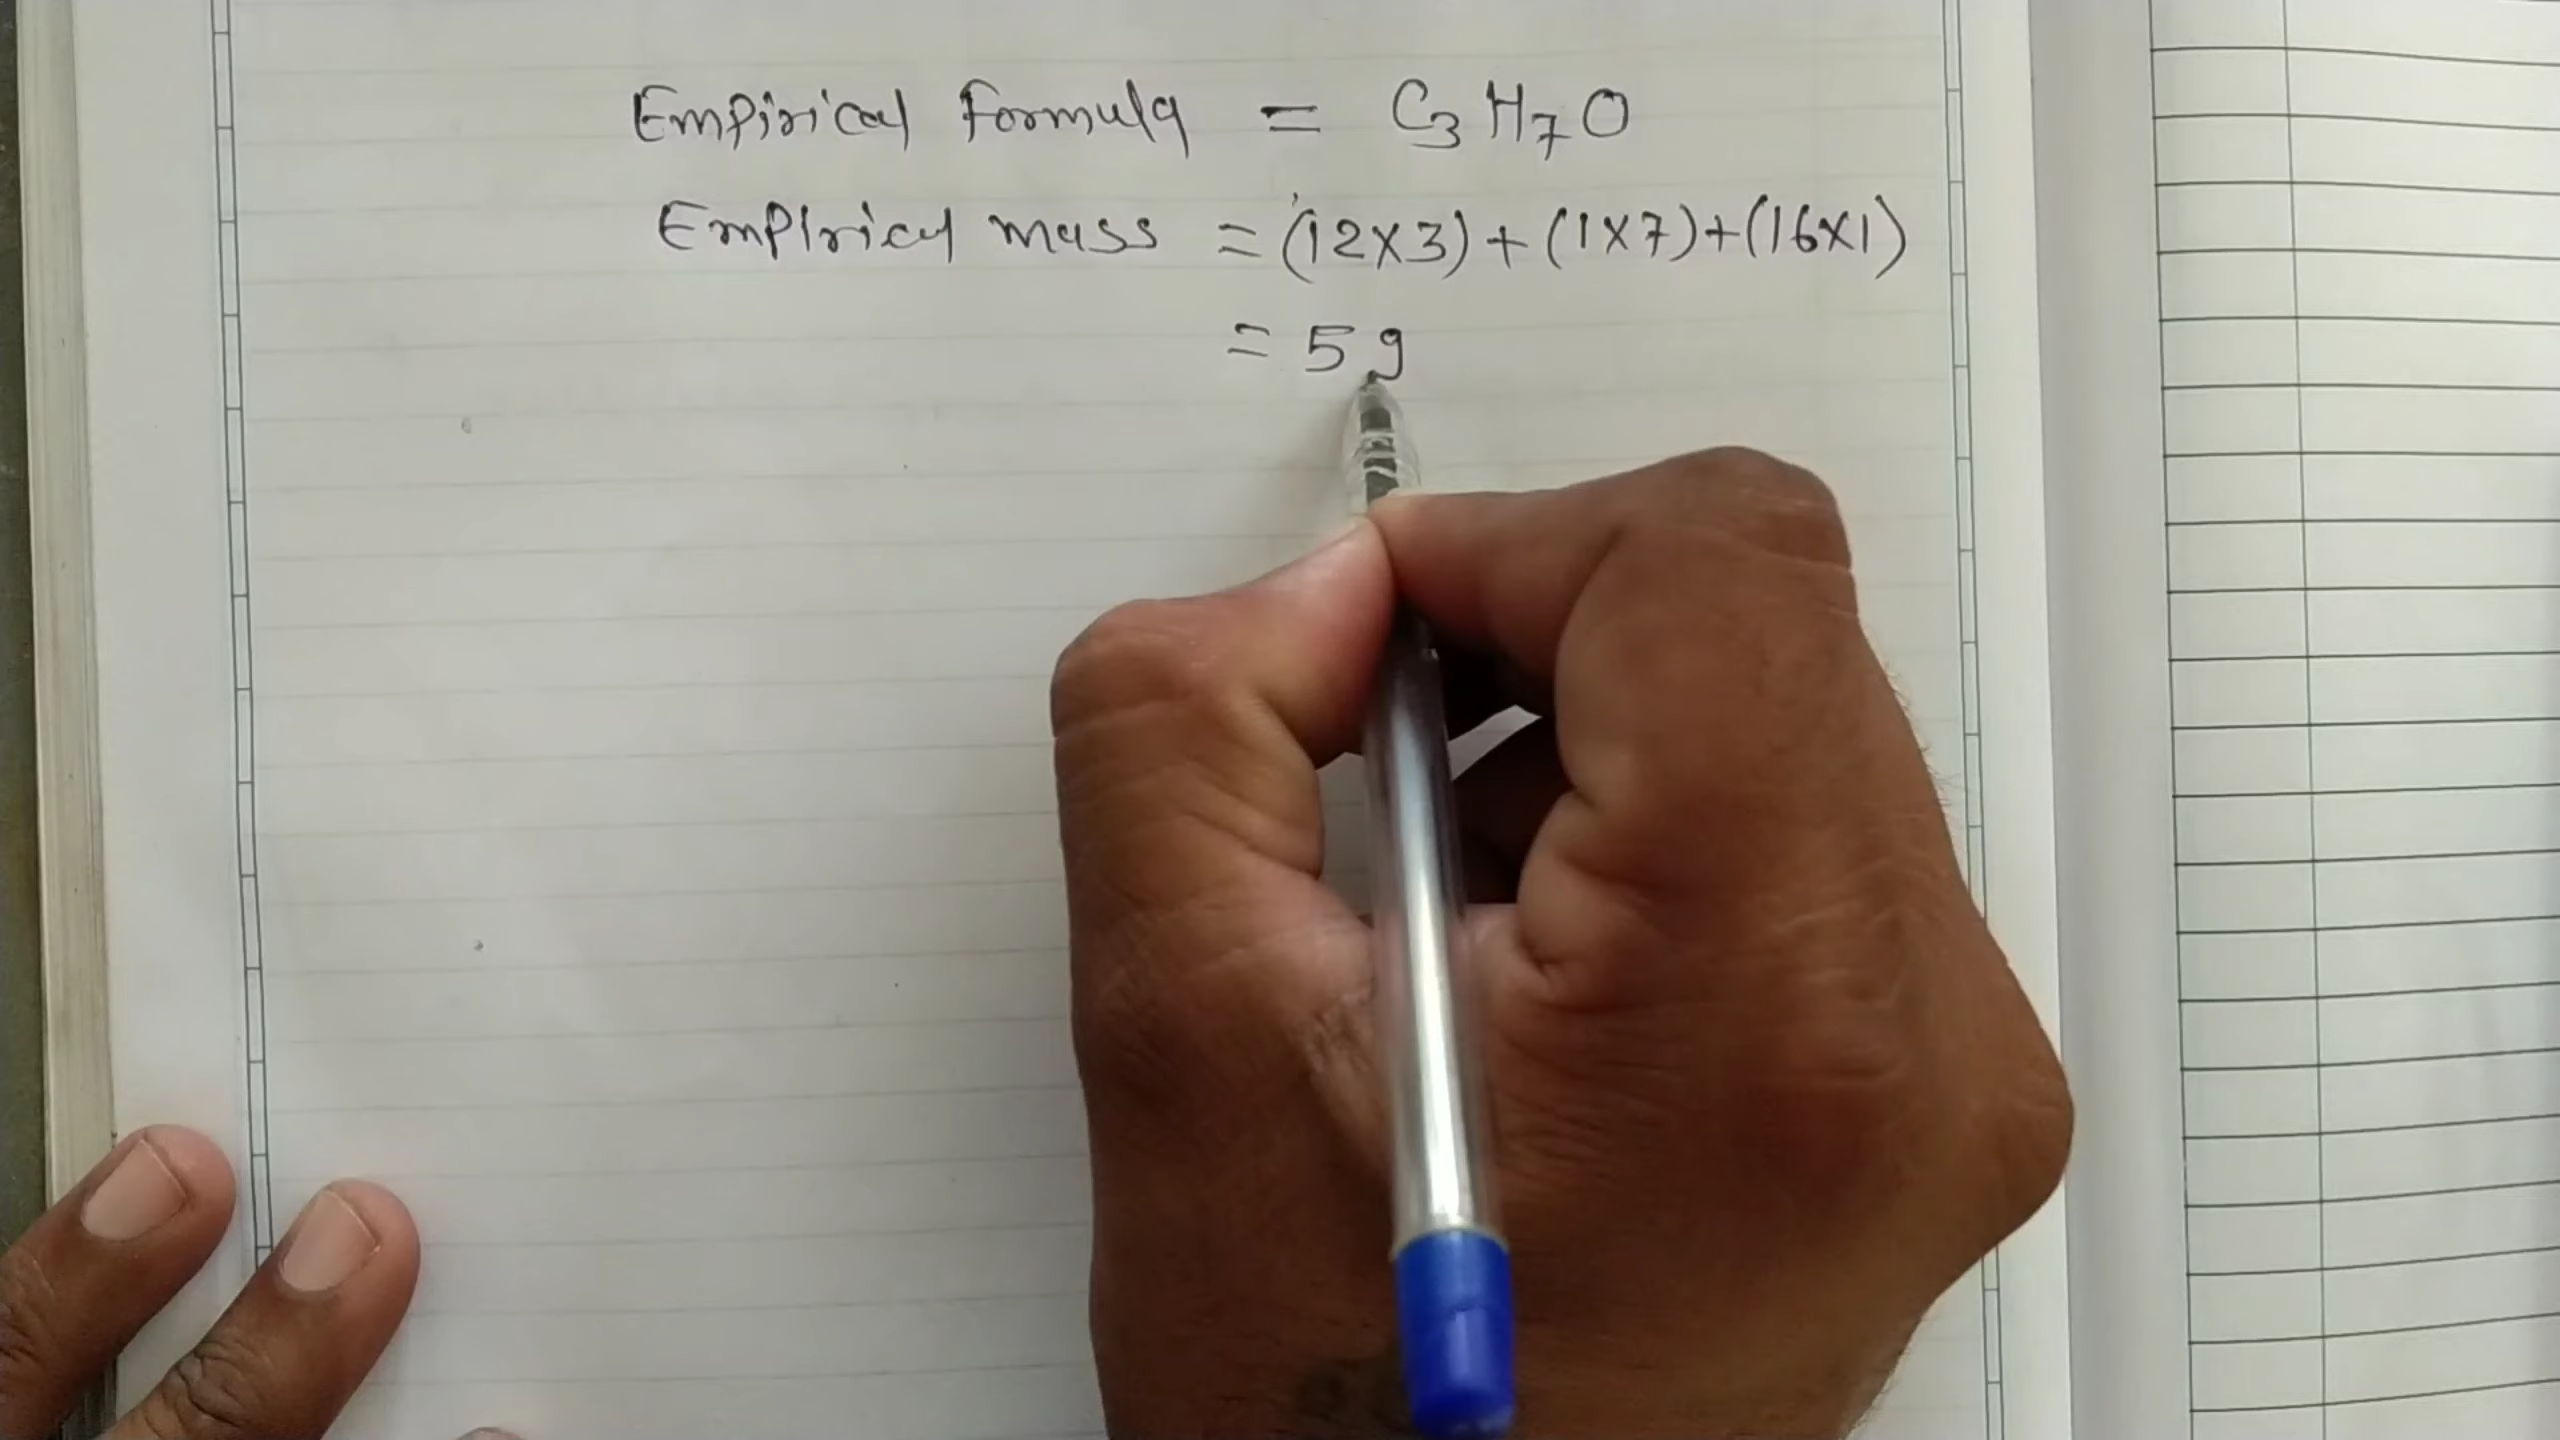 Empirical Formula = C₃H₇O
Empirical mass = (12×3)+(1×7)+(16×1)
= 59